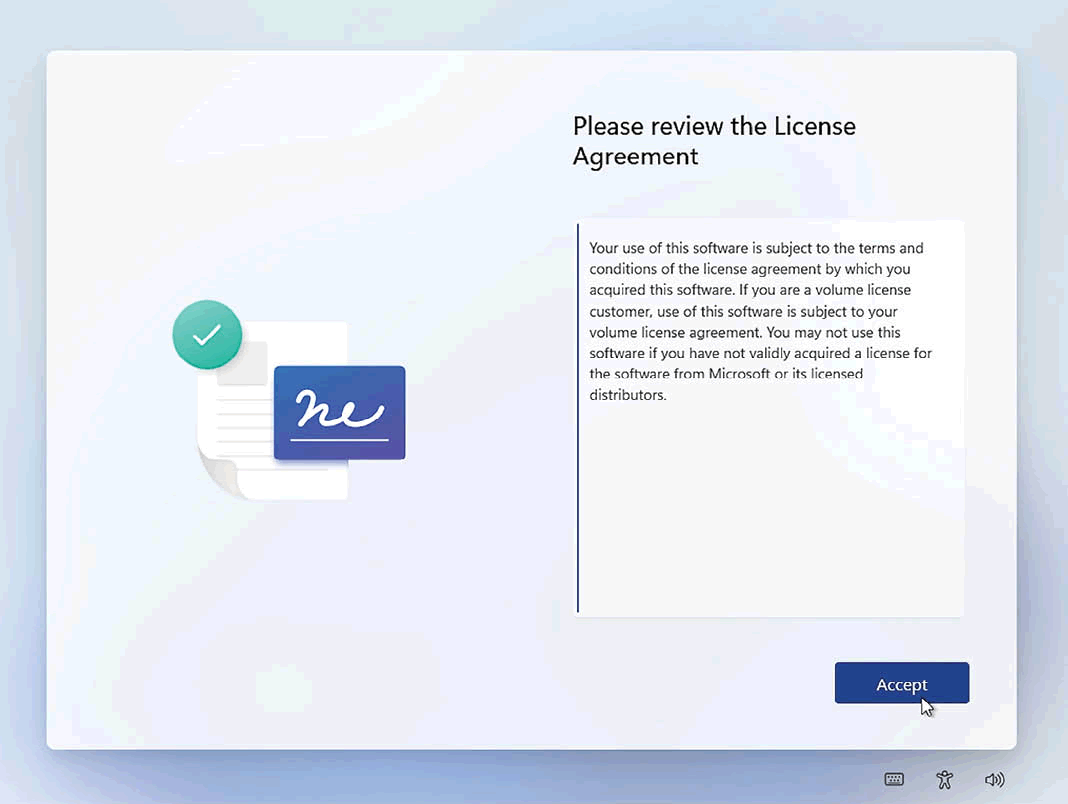 Please review the License
Agreement
Your use of this software is subject to the terms and
conditions of the license agreement by which you
acquired this software. If you are a volume license
customer, use of this software is subject to your
volume license agreement. You may not use this
software if you have not validly acquired a license for
the software from Microsoft or its licensed
distributors.
Accept